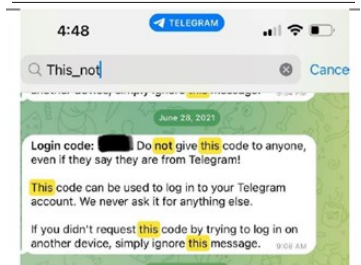 4:48
TELEGRAM
This_not
Cance
June 28, 2021
Login code: Do not give this code to anyone,
even if they say they are from Telegram!
This code can be used to log in to your Telegram
account. We never ask it for anything else.
If you didn't request this code by trying to log in on
another device, simply ignore this message. 9:08 AM